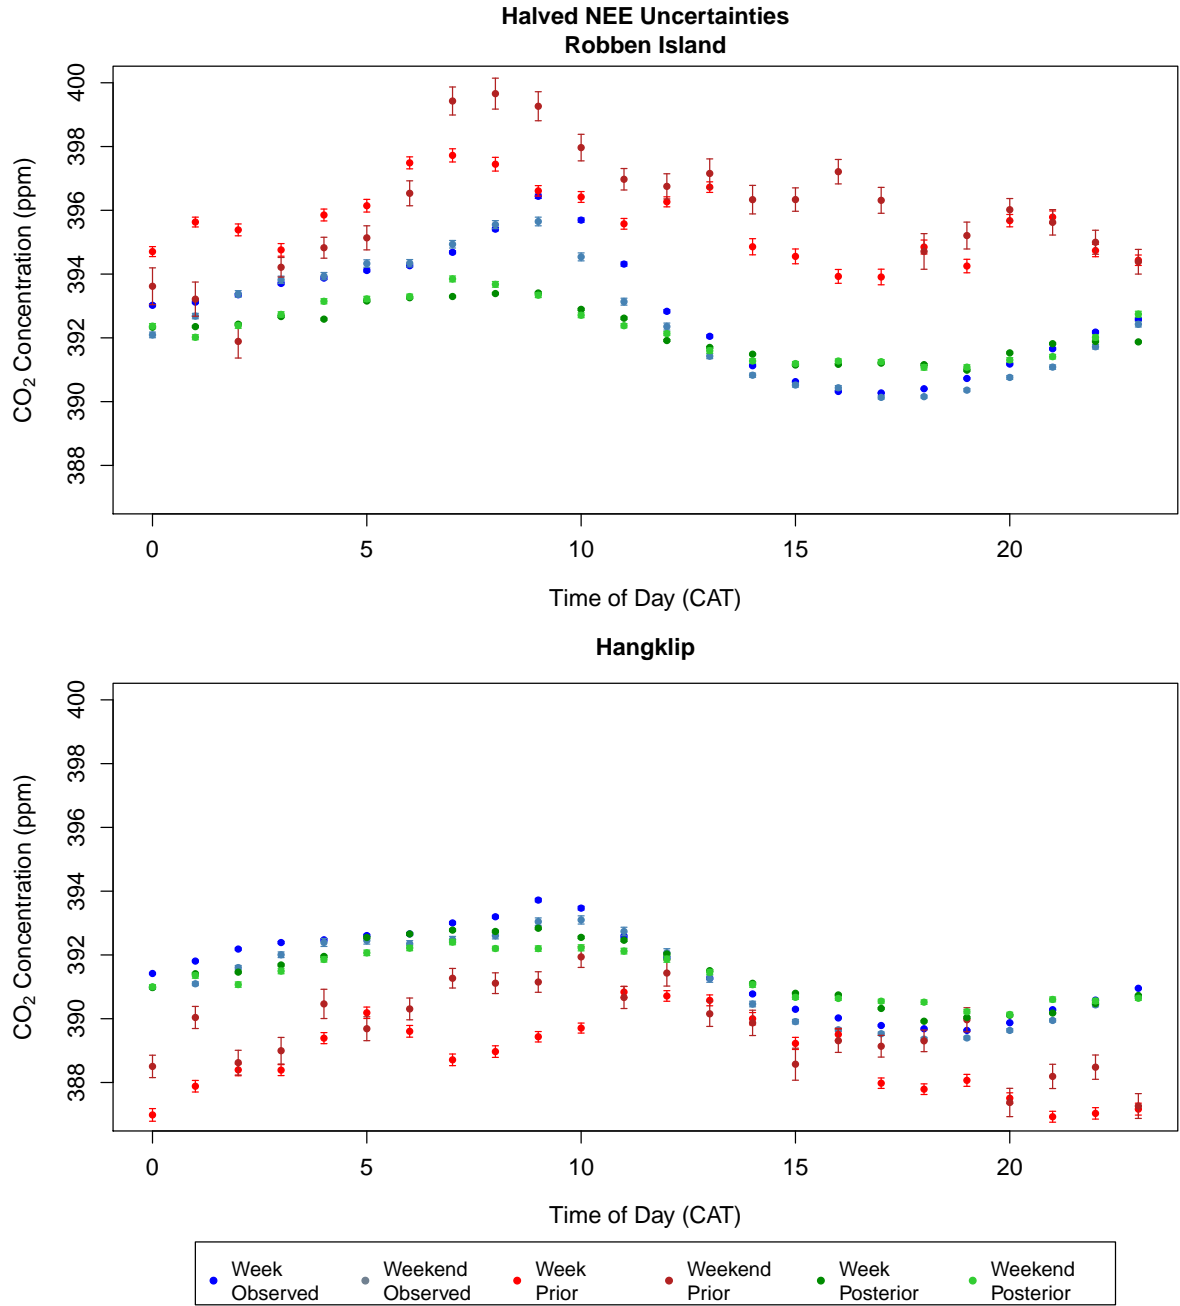 Halved NEE Uncertainties
Robben Island
CO2 Concentration (ppm)
400
398
396
394
392
390
388
0 5 10 15 20
Time of Day (CAT)
Hangklip
CO2 Concentration (ppm)
400
398
396
394
392
390
388
0 5 10 15 20
Time of Day (CAT)
Week Observed
Weekend Observed
Week Prior
Weekend Prior
Week Posterior
Weekend Posterior